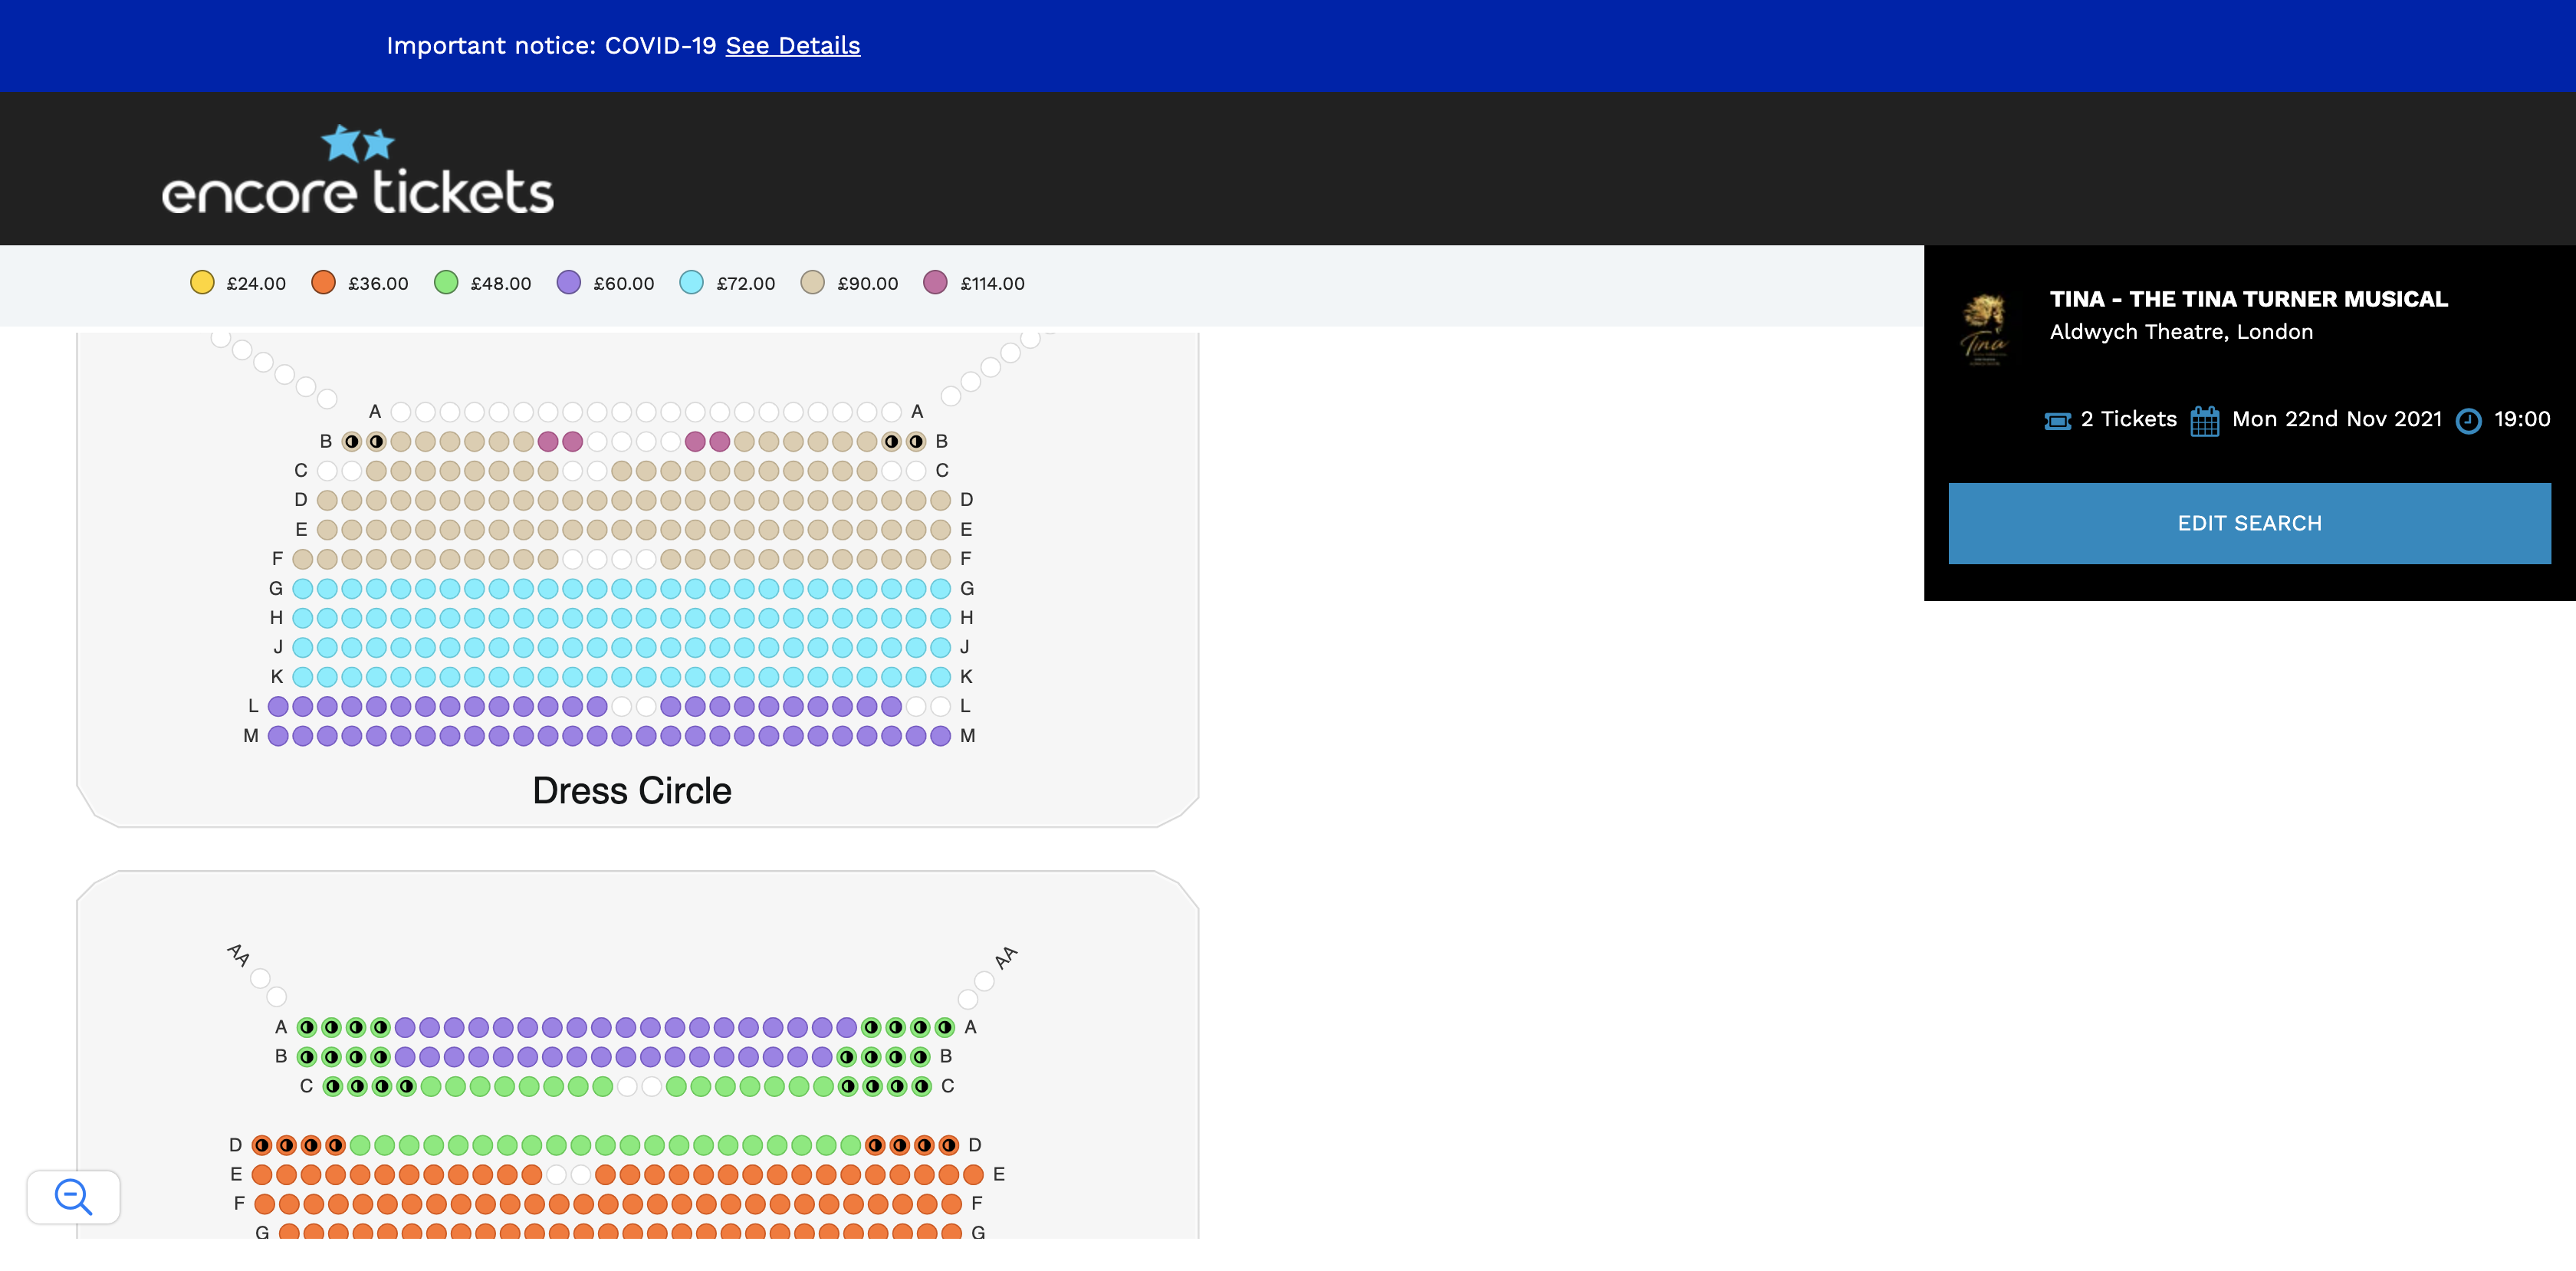 Important notice: COVID-19 See Details
encore tickets
£24.00 £36.00 £48.00 £60.00 £72.00 £90.00 £114.00
TINA - THE TINA TURNER MUSICAL
Aldwych Theatre, London
Tina
2 Tickets Mon 22nd Nov 2021 19:00
EDIT SEARCH
A A
B B
C C
D D
E E
F F
G G
H H
J J
K K
L L
M M
Dress Circle
AA AA
A A
B B
C C
D D
E E
F F
G G